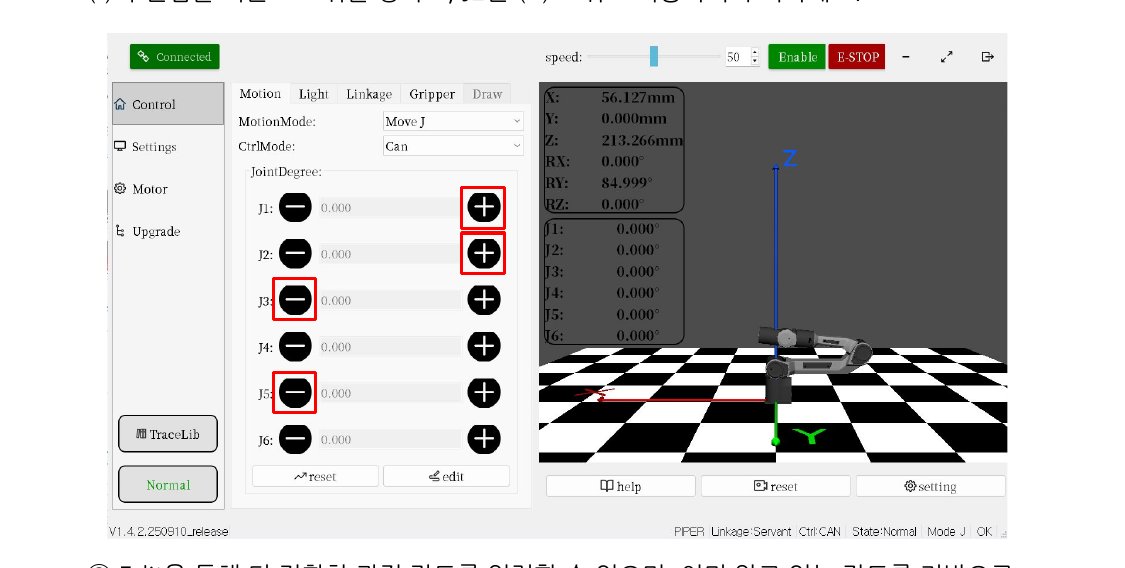 Connected
speed:
50
Enable
E-STOP
Control
Settings
Motor
Upgrade
TraceLib
Normal
Motion Light Linkage Gripper Draw
MotionMode: Move J
CtrlMode: Can
JointDegree:
J1: 0.000
J2: 0.000
J3: 0.000
J4: 0.000
J5: 0.000
J6: 0.000
reset
edit
X: 56.127mm
Y: 0.000mm
Z: 213.266mm
RX: 0.000°
RY: 84.999°
RZ: 0.000°
J1: 0.000°
J2: 0.000°
J3: 0.000°
J4: 0.000°
J5: 0.000°
J6: 0.000°
Z
X
Y
help
reset
setting
V1.4.2.250910_release
PIPER Linkage:Servant Ctrl:CAN State:Normal Mode J OK